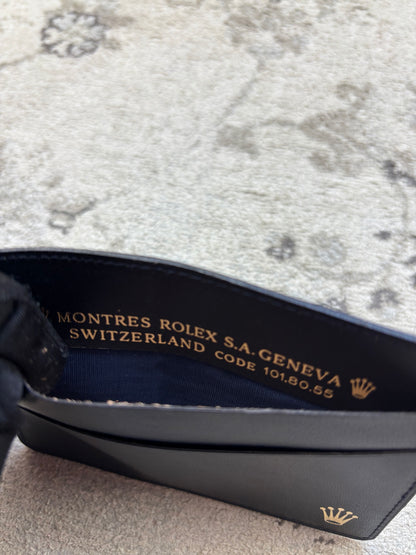 MONTRES ROLEX S.A. GENEVA
SWITZERLAND CODE 101.80.55